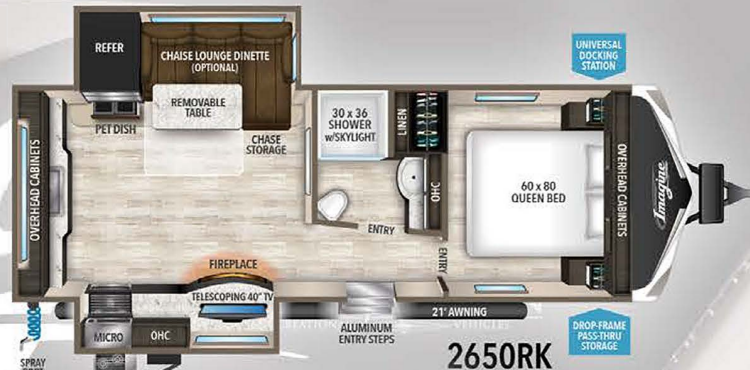 REFER
CHAISE LOUNGE DINETTE
(OPTIONAL)
UNIVERSAL
DOCKING
STATION
REMOVABLE
TABLE
PET DISH
CHASE
STORAGE
30 x 36
SHOWER
w/SKYLIGHT
LINEN
OHC
OVERHEAD CABINETS
60 x 80
QUEEN BED
OVERHEAD CABINETS
Imagine
ENTRY
ENTRY
FIREPLACE
TELESCOPING 40" TV
MICRO
OHC
ALUMINUM
ENTRY STEPS
21' AWNING
DROP-FRAME
PASS-THRU
STORAGE
SPRAY
2650RK